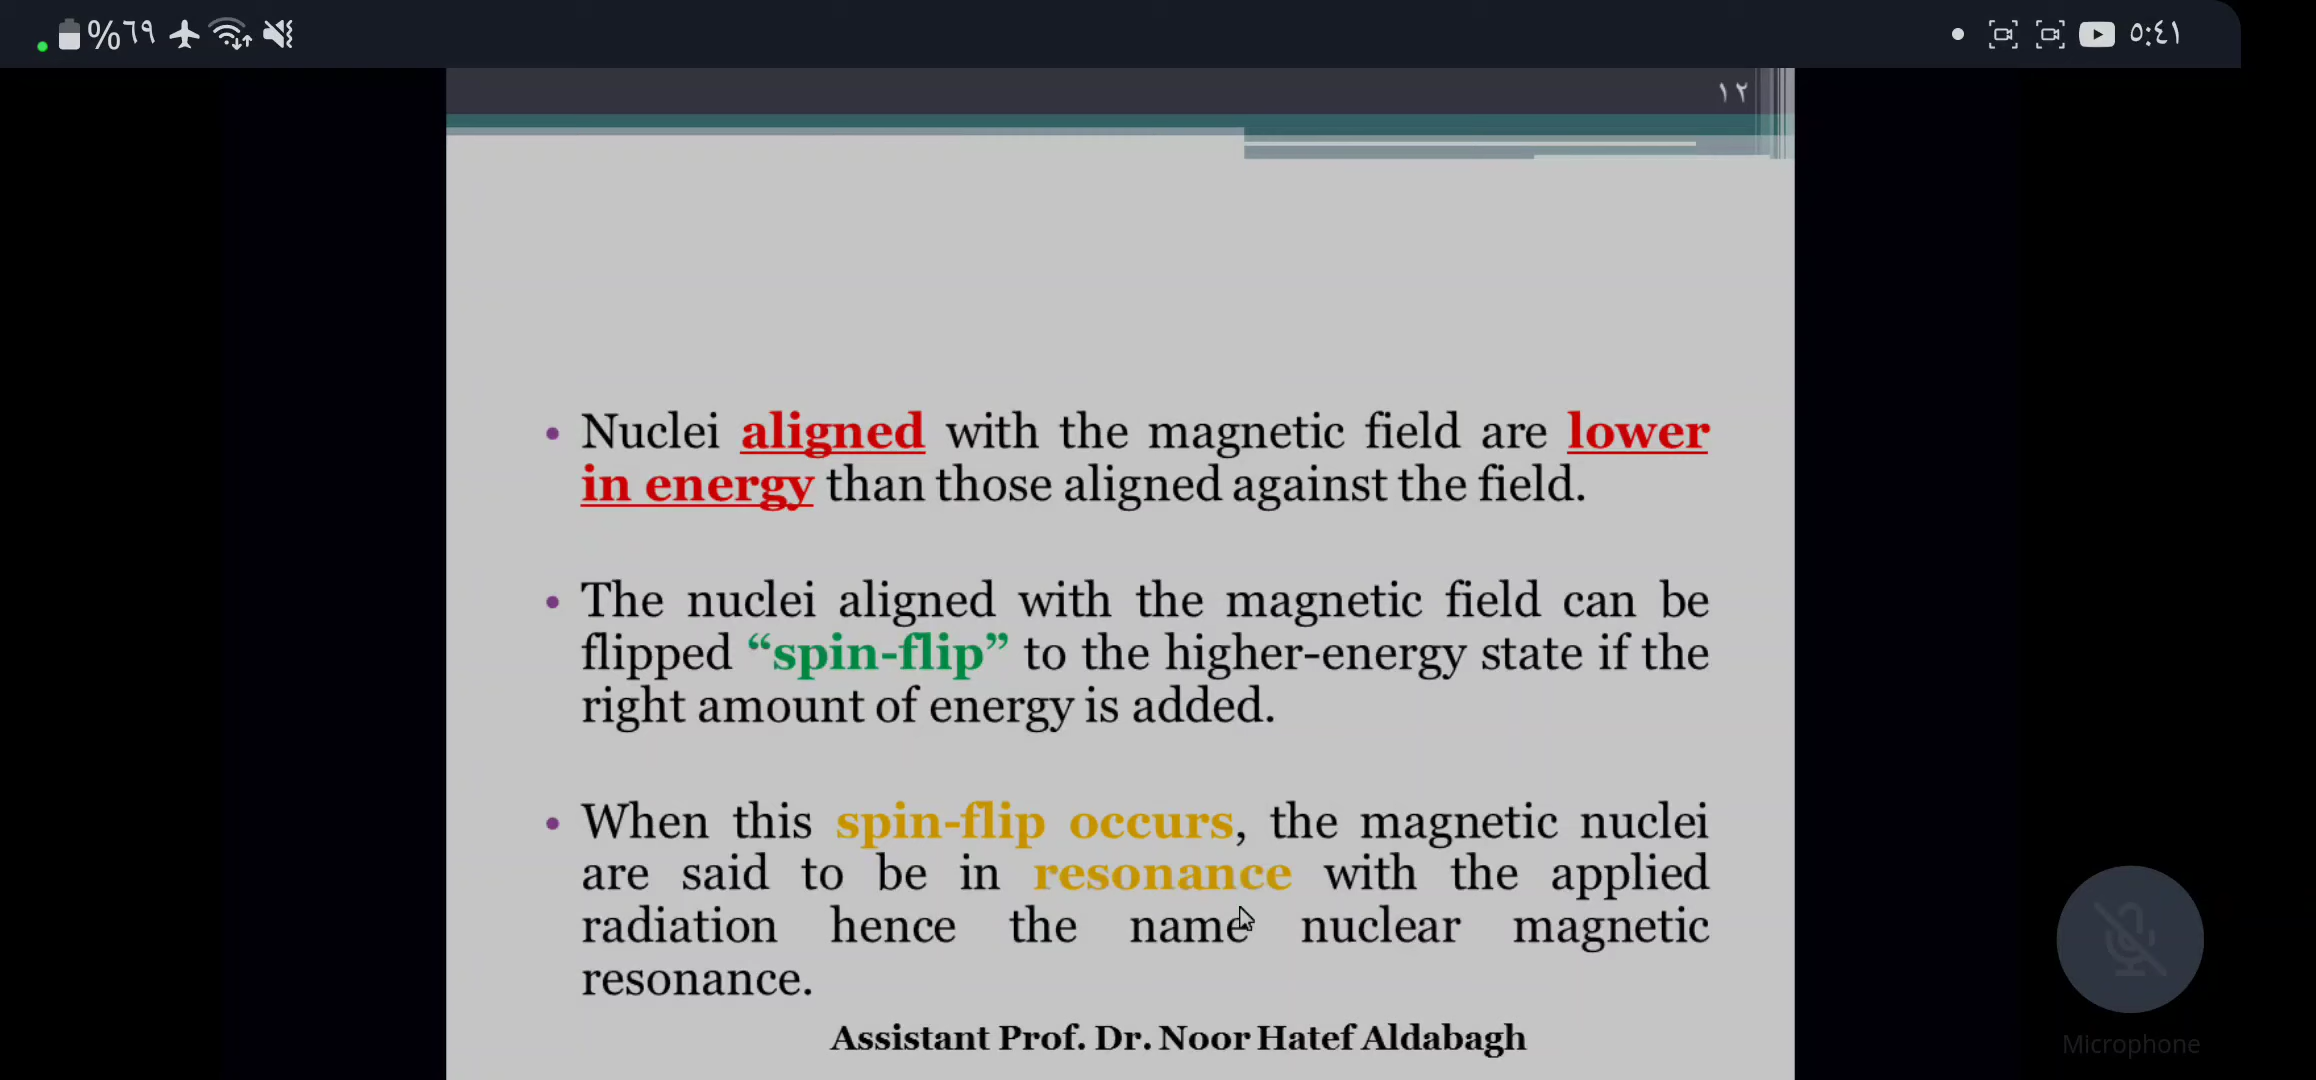 %٦٩
٥:٤١
١٢
• Nuclei aligned with the magnetic field are lower
in energy than those aligned against the field.
• The nuclei aligned with the magnetic field can be
flipped “spin-flip” to the higher-energy state if the
right amount of energy is added.
• When this spin-flip occurs, the magnetic nuclei
are said to be in resonance with the applied
radiation hence the name nuclear magnetic
resonance.
Assistant Prof. Dr. Noor Hatef Aldabagh
Microphone